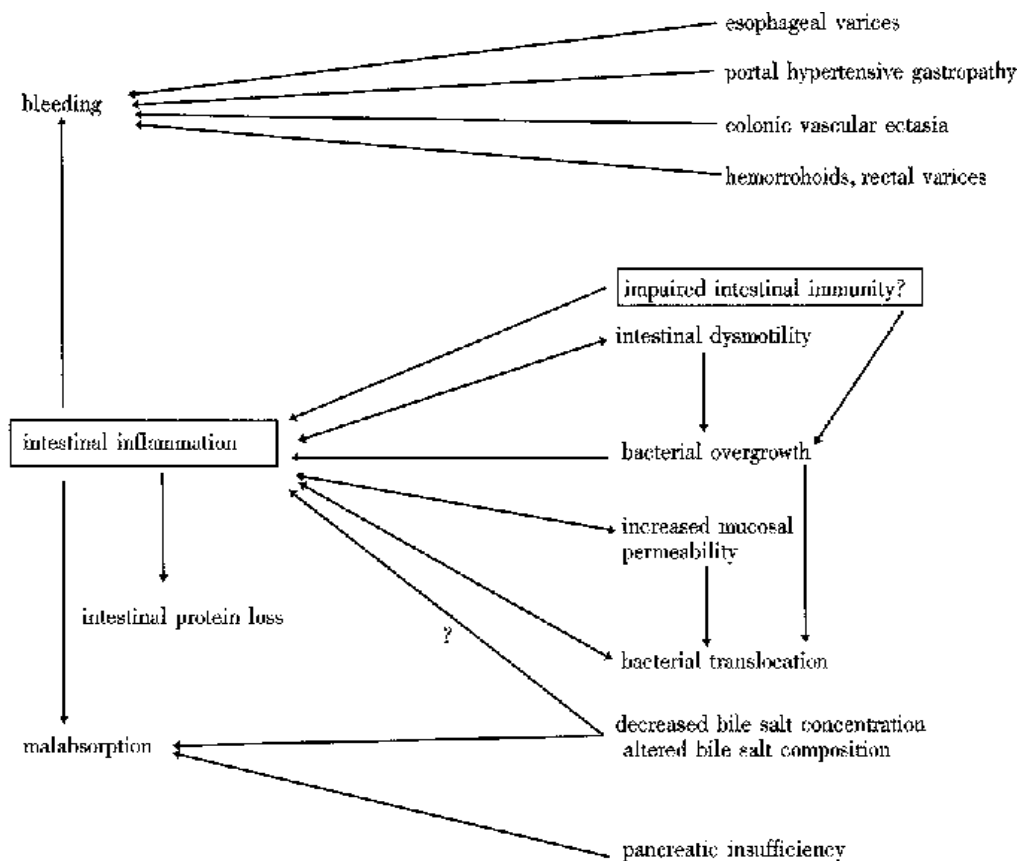 esophageal varices
portal hypertensive gastropathy
bleeding
colonic vascular ectasia
hemorrohoids, rectal varices
impaired intestinal immunity?
intestinal dysmotility
intestinal inflammation
bacterial overgrowth
increased mucosal
permeability
intestinal protein loss
?
bacterial translocation
decreased bile salt concentration
malabsorption
altered bile salt composition
pancreatic insufficiency